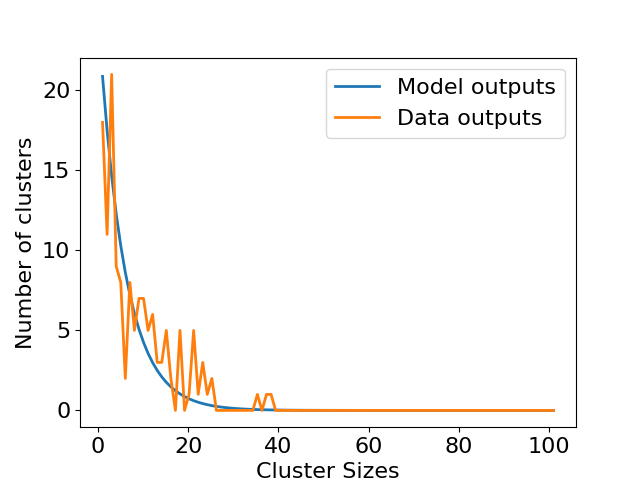 Model outputs
Data outputs
Number of clusters
20
15
10
5
0
0 20 40 60 80 100
Cluster Sizes